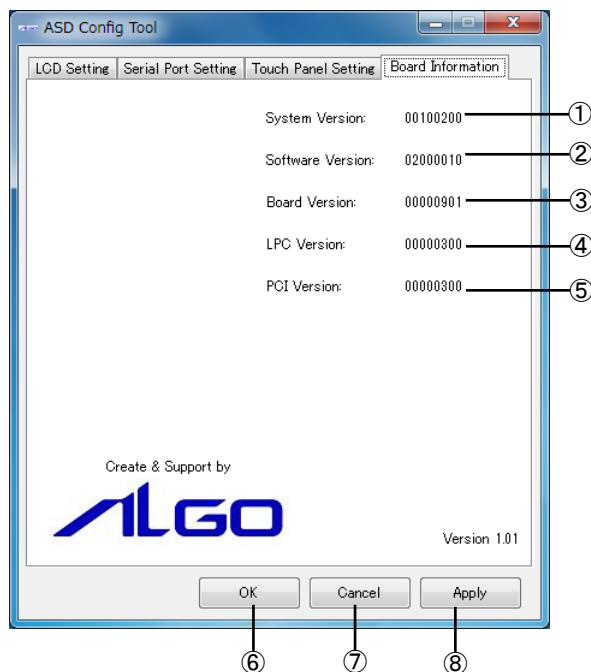 ASD Config Tool
LCD Setting Serial Port Setting Touch Panel Setting Board Information
System Version: 00100200 ①
Software Version: 02000010 ②
Board Version: 00000901 ③
LPC Version: 00000300 ④
PCI Version: 00000300 ⑤
Create & Support by
ALGO
Version 1.01
OK Cancel Apply
⑥ ⑦ ⑧